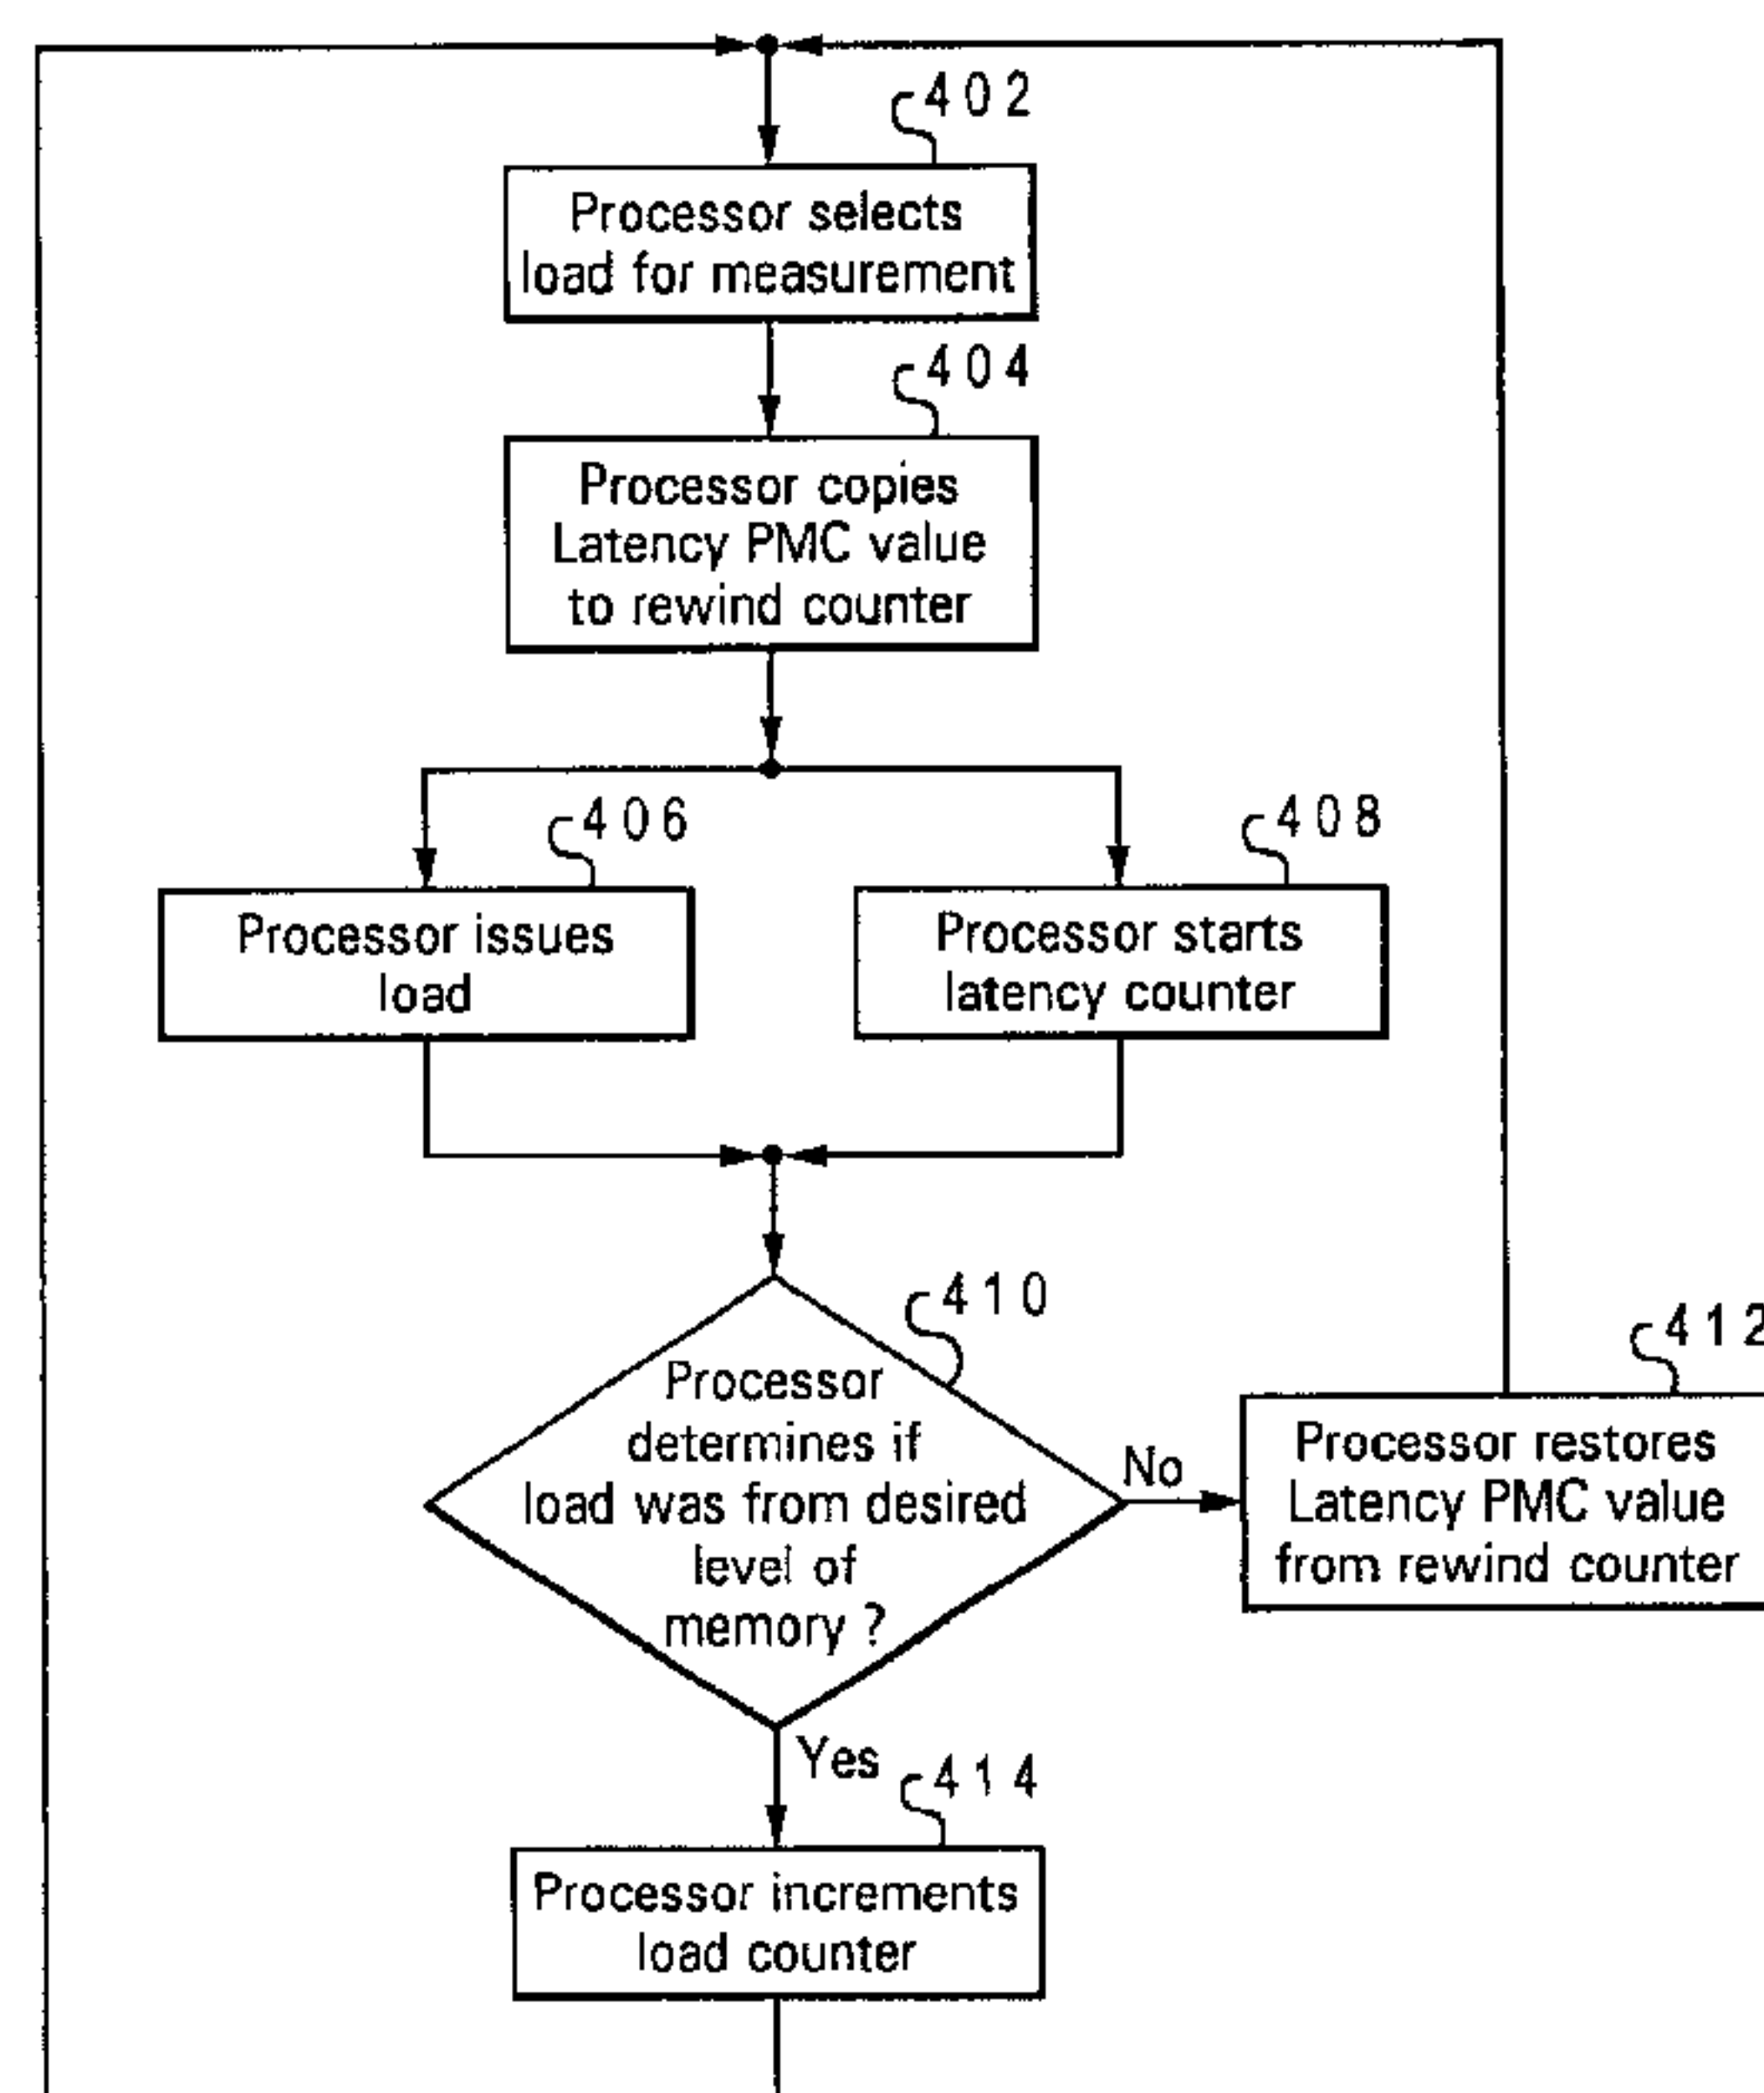 402
Processor selects
load for measurement
404
Processor copies
Latency PMC value
to rewind counter
406
Processor issues
load
408
Processor starts
latency counter
410
Processor
determines if
load was from desired
level of
memory ?
No
412
Processor restores
Latency PMC value
from rewind counter
Yes
414
Processor increments
load counter